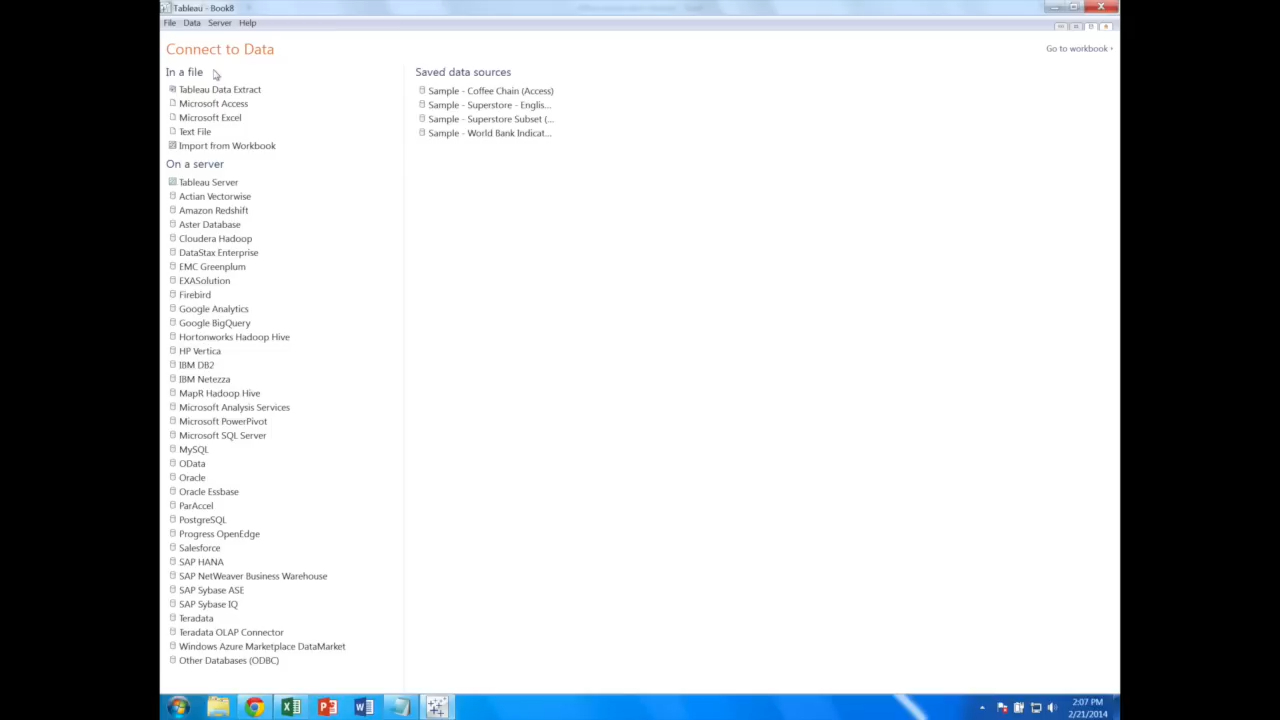 Tableau - Book8
File Data Server Help
Connect to Data
Go to workbook
In a file
Tableau Data Extract
Microsoft Access
Microsoft Excel
Text File
Import from Workbook
On a server
Tableau Server
Actian Vectorwise
Amazon Redshift
Aster Database
Cloudera Hadoop
DataStax Enterprise
EMC Greenplum
EXASolution
Firebird
Google Analytics
Google BigQuery
Hortonworks Hadoop Hive
HP Vertica
IBM DB2
IBM Netezza
MapR Hadoop Hive
Microsoft Analysis Services
Microsoft PowerPivot
Microsoft SQL Server
MySQL
OData
Oracle
Oracle Essbase
ParAccel
PostgreSQL
Progress OpenEdge
Salesforce
SAP HANA
SAP NetWeaver Business Warehouse
SAP Sybase ASE
SAP Sybase IQ
Teradata
Teradata OLAP Connector
Windows Azure Marketplace DataMarket
Other Databases (ODBC)
Saved data sources
Sample - Coffee Chain (Access)
Sample - Superstore - Englis...
Sample - Superstore Subset (...
Sample - World Bank Indicat...
2:07 PM
2/21/2014